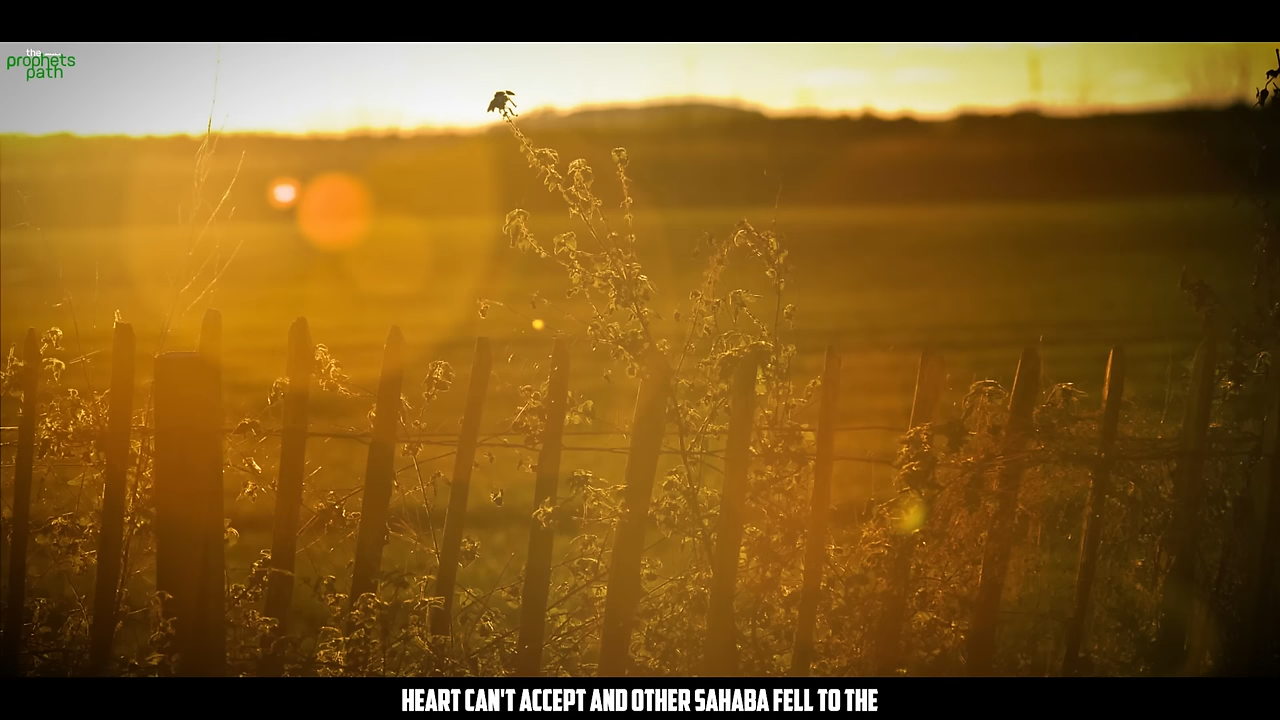 the
prophets
path
HEART CAN'T ACCEPT AND OTHER SAHABA FELL TO THE